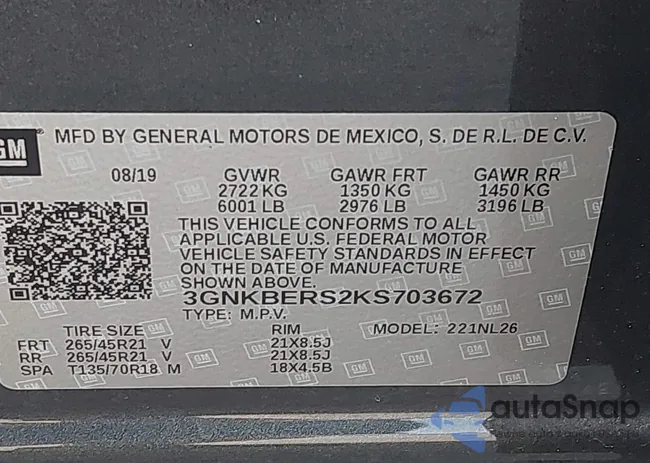 GM
MFD BY GENERAL MOTORS DE MEXICO, S. DE R.L. DE C.V.
08/19 GVWR GAWR FRT GAWR RR
2722 KG 1350 KG 1450 KG
6001 LB 2976 LB 3196 LB
THIS VEHICLE CONFORMS TO ALL
APPLICABLE U.S. FEDERAL MOTOR
VEHICLE SAFETY STANDARDS IN EFFECT
ON THE DATE OF MANUFACTURE
SHOWN ABOVE.
3GNKBERS2KS703672
TYPE: M.P.V. MODEL: 221NL26
TIRE SIZE RIM
FRT 265/45R21 V 21X8.5J
RR 265/45R21 V 21X8.5J
SPA T135/70R18 M 18X4.5B
autoSnap